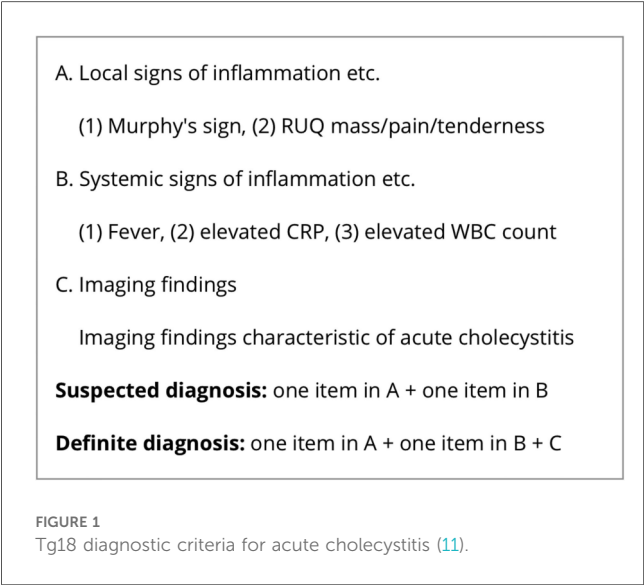 A. Local signs of inflammation etc.
(1) Murphy's sign, (2) RUQ mass/pain/tenderness
B. Systemic signs of inflammation etc.
(1) Fever, (2) elevated CRP, (3) elevated WBC count
C. Imaging findings
Imaging findings characteristic of acute cholecystitis
Suspected diagnosis: one item in A + one item in B
Definite diagnosis: one item in A + one item in B + C
FIGURE 1
Tg18 diagnostic criteria for acute cholecystitis (11).